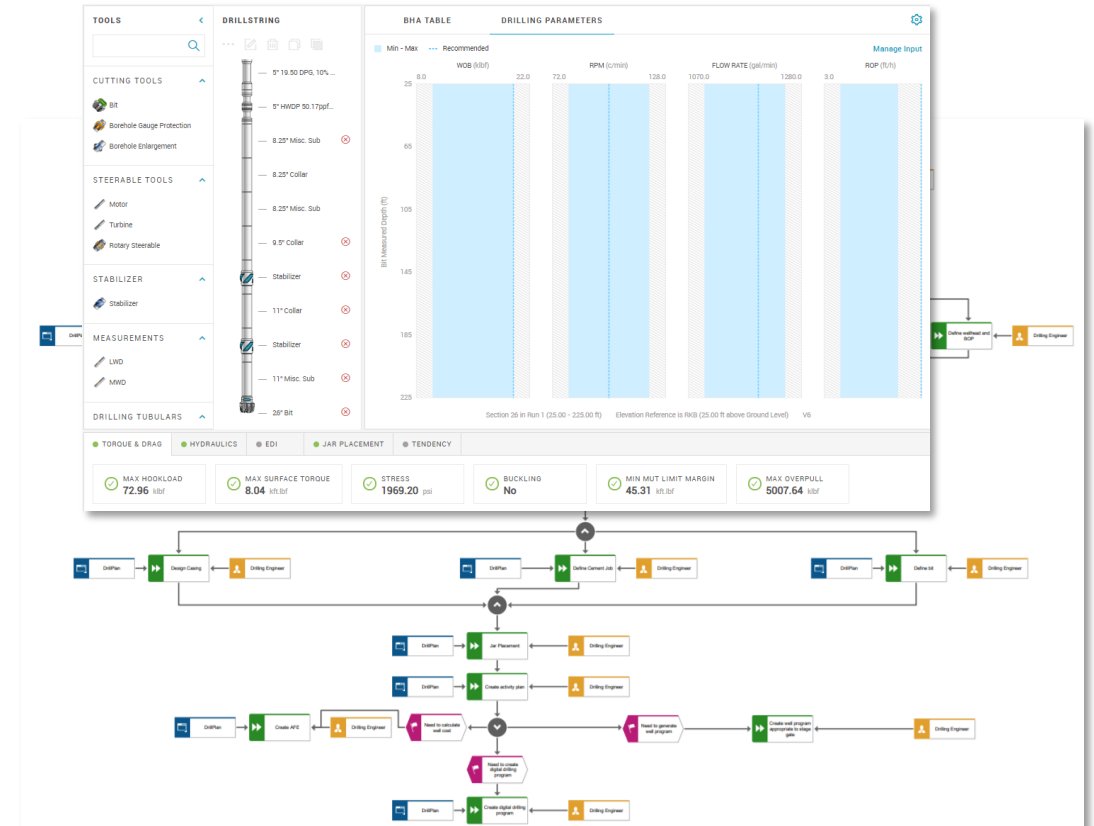 TOOLS
CUTTING TOOLS
Bit
Borehole Gauge Protection
Borehole Enlargement
STEERABLE TOOLS
Motor
Turbine
Rotary Steerable
STABILIZER
Stabilizer
MEASUREMENTS
LWD
MWD
DRILLING TUBULARS
DRILLSTRING
5" 19.50 DPG, 10% ...
5" HWDP 50.17ppf...
8.25" Misc. Sub
8.25" Collar
8.25" Misc. Sub
9.5" Collar
Stabilizer
11" Collar
Stabilizer
11" Misc. Sub
26" Bit
BHA TABLE DRILLING PARAMETERS
Min - Max Recommended
Manage Input
WOB (klbf) RPM (c/min) FLOW RATE (gal/min) ROP (ft/h)
8.0 22.0 72.0 128.0 1070.0 1280.0 3.0
Bit Measured Depth (ft)
25
65
105
145
185
225
Section 26 in Run 1 (25.00 - 225.00 ft) Elevation Reference is RKB (25.00 ft above Ground Level) V6
TORQUE & DRAG HYDRAULICS EDI JAR PLACEMENT TENDENCY
MAX HOOKLOAD
72.96 klbf
MAX SURFACE TORQUE
8.04 kft.lbf
STRESS
1969.20 psi
BUCKLING
No
MIN MUT LIMIT MARGIN
45.31 kft.lbf
MAX OVERPULL
5007.64 klbf
Define wellhead and
BOP
Drilling Engineer
DrillPlan
Design Casing
Drilling Engineer
DrillPlan
Define Cement Job
Drilling Engineer
DrillPlan
Define bit
Drilling Engineer
DrillPlan
Jar Placement
Drilling Engineer
DrillPlan
Create activity plan
Drilling Engineer
DrillPlan
Create AFE
Drilling Engineer
Need to calculate
well cost
Need to generate
well program
Create well program
appropriate to stage
gate
Drilling Engineer
Need to create
digital drilling
program
DrillPlan
Create digital drilling
program
Drilling Engineer